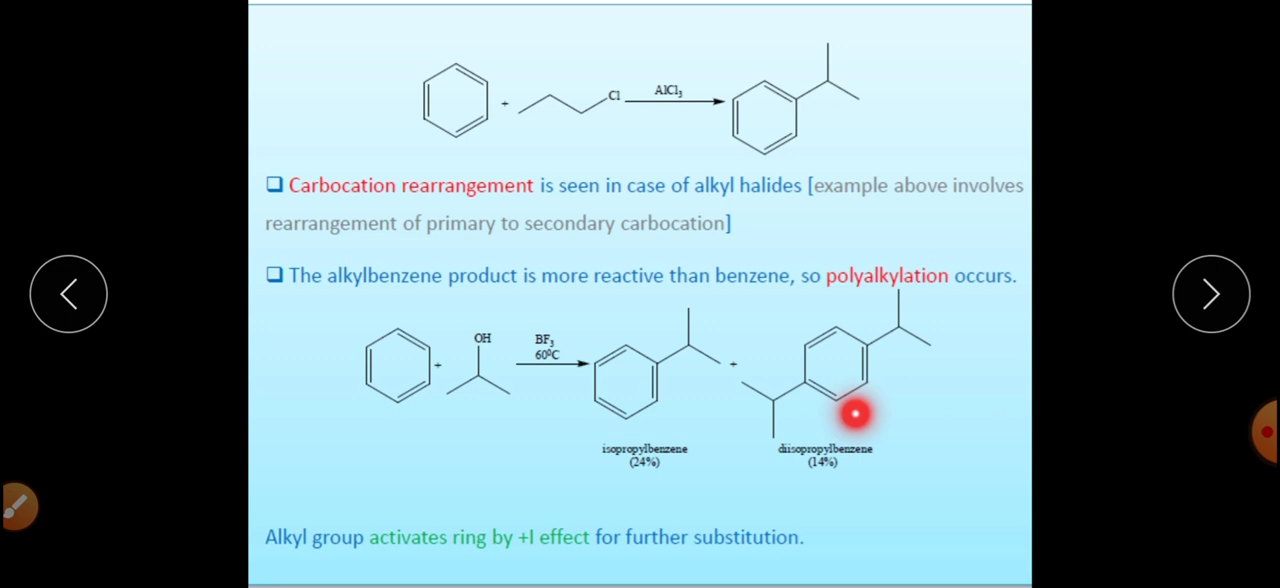 + Cl AlCl₃
❑ Carbocation rearrangement is seen in case of alkyl halides [example above involves
rearrangement of primary to secondary carbocation]
❑ The alkylbenzene product is more reactive than benzene, so polyalkylation occurs.
+ OH BF₃ +
60⁰C
isopropylbenzene diisopropylbenzene
(24%) (14%)
Alkyl group activates ring by +I effect for further substitution.